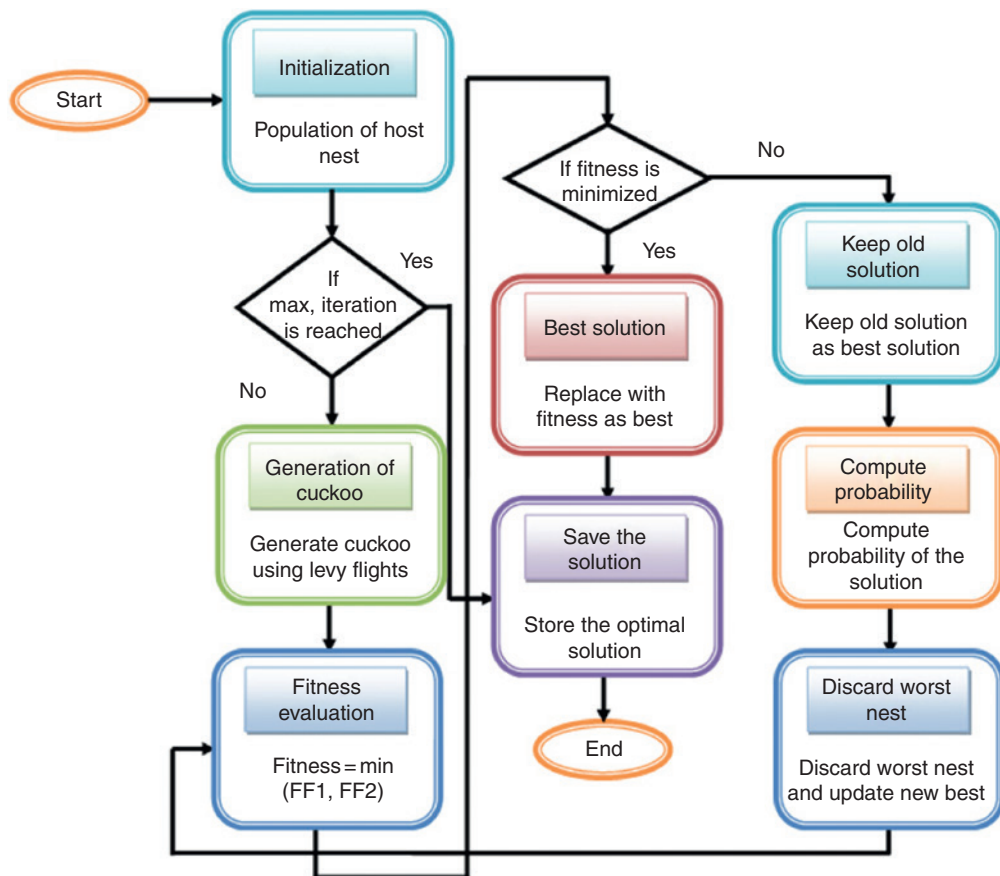 Start
Initialization
Population of host
nest
If
max, iteration
is reached
Yes
No
Generation of
cuckoo
Generate cuckoo
using levy flights
Fitness
evaluation
Fitness = min
(FF1, FF2)
If fitness is
minimized
No
Yes
Best solution
Replace with
fitness as best
Save the
solution
Store the optimal
solution
End
Keep old
solution
Keep old solution
as best solution
Compute
probability
Compute
probability of the
solution
Discard worst
nest
Discard worst nest
and update new best